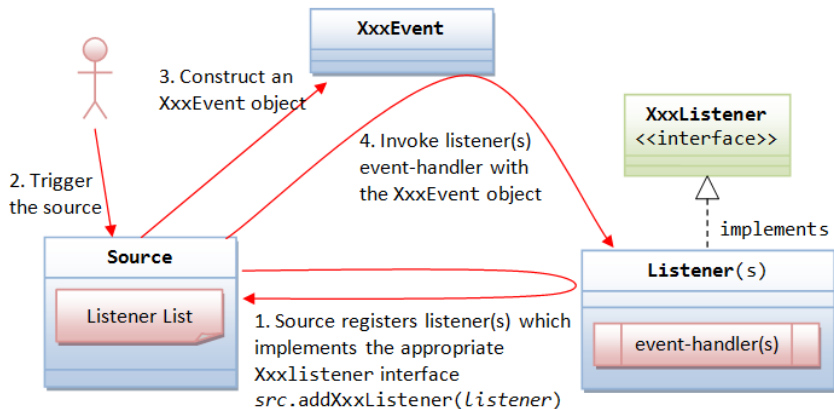 XxxEvent
3. Construct an
XxxEvent object
XxxListener
<<interface>>
4. Invoke listener(s)
event-handler with
the XxxEvent object
2. Trigger
the source
implements
Source
Listener(s)
Listener List
1. Source registers listener(s) which
implements the appropriate
Xxxlistener interface
src.addXxxListener(listener)
event-handler(s)